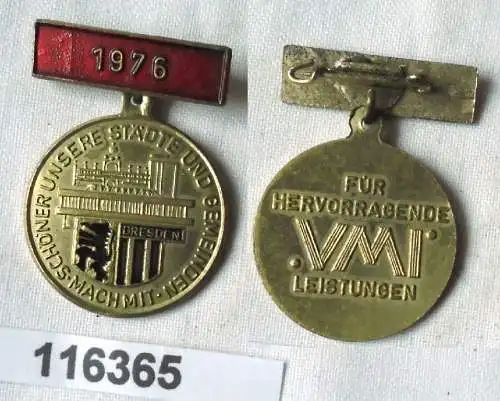 1976
SCHÖNER UNSERE STÄDTE UND GEMEINDEN · MACH MIT ·
DRESDEN
FÜR
HERVORRAGENDE
·VMI·
LEISTUNGEN
116365